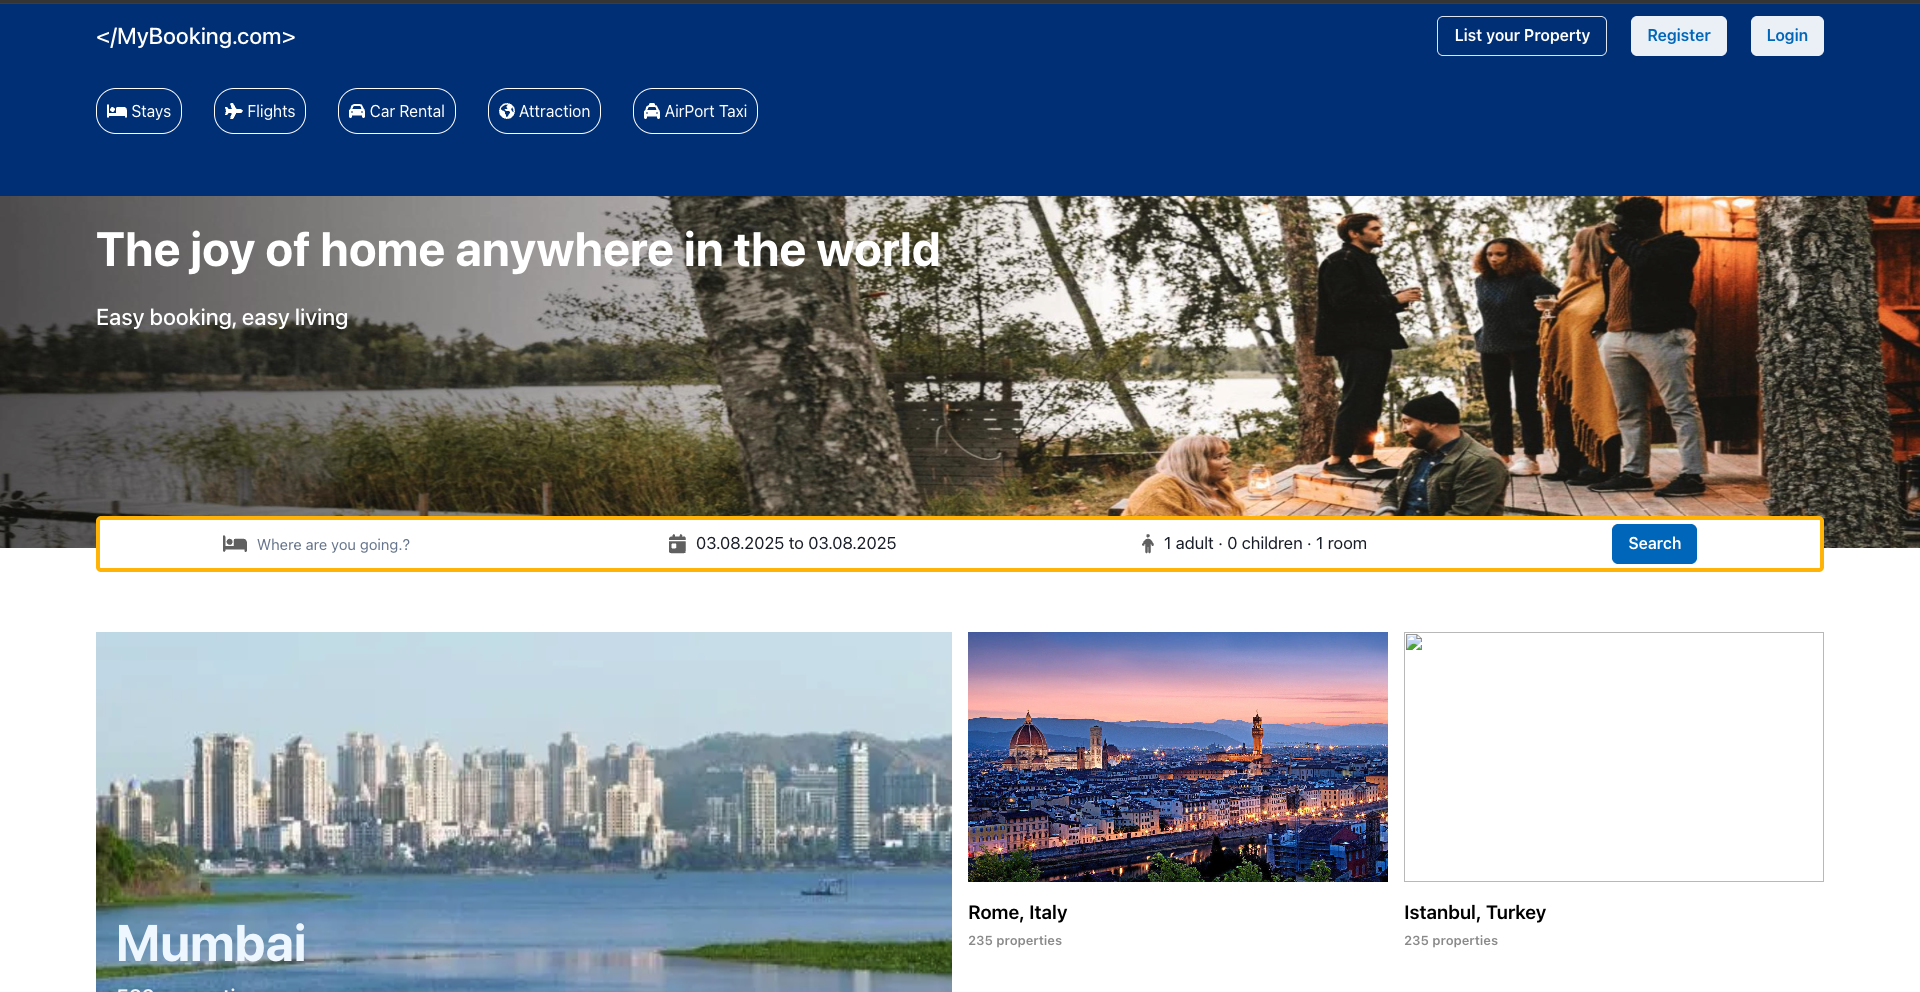 </MyBooking.com>
List your Property
Register
Login
Stays
Flights
Car Rental
Attraction
AirPort Taxi
The joy of home anywhere in the world
Easy booking, easy living
Where are you going.?
03.08.2025 to 03.08.2025
1 adult · 0 children · 1 room
Search
Mumbai
Rome, Italy
235 properties
Istanbul, Turkey
235 properties